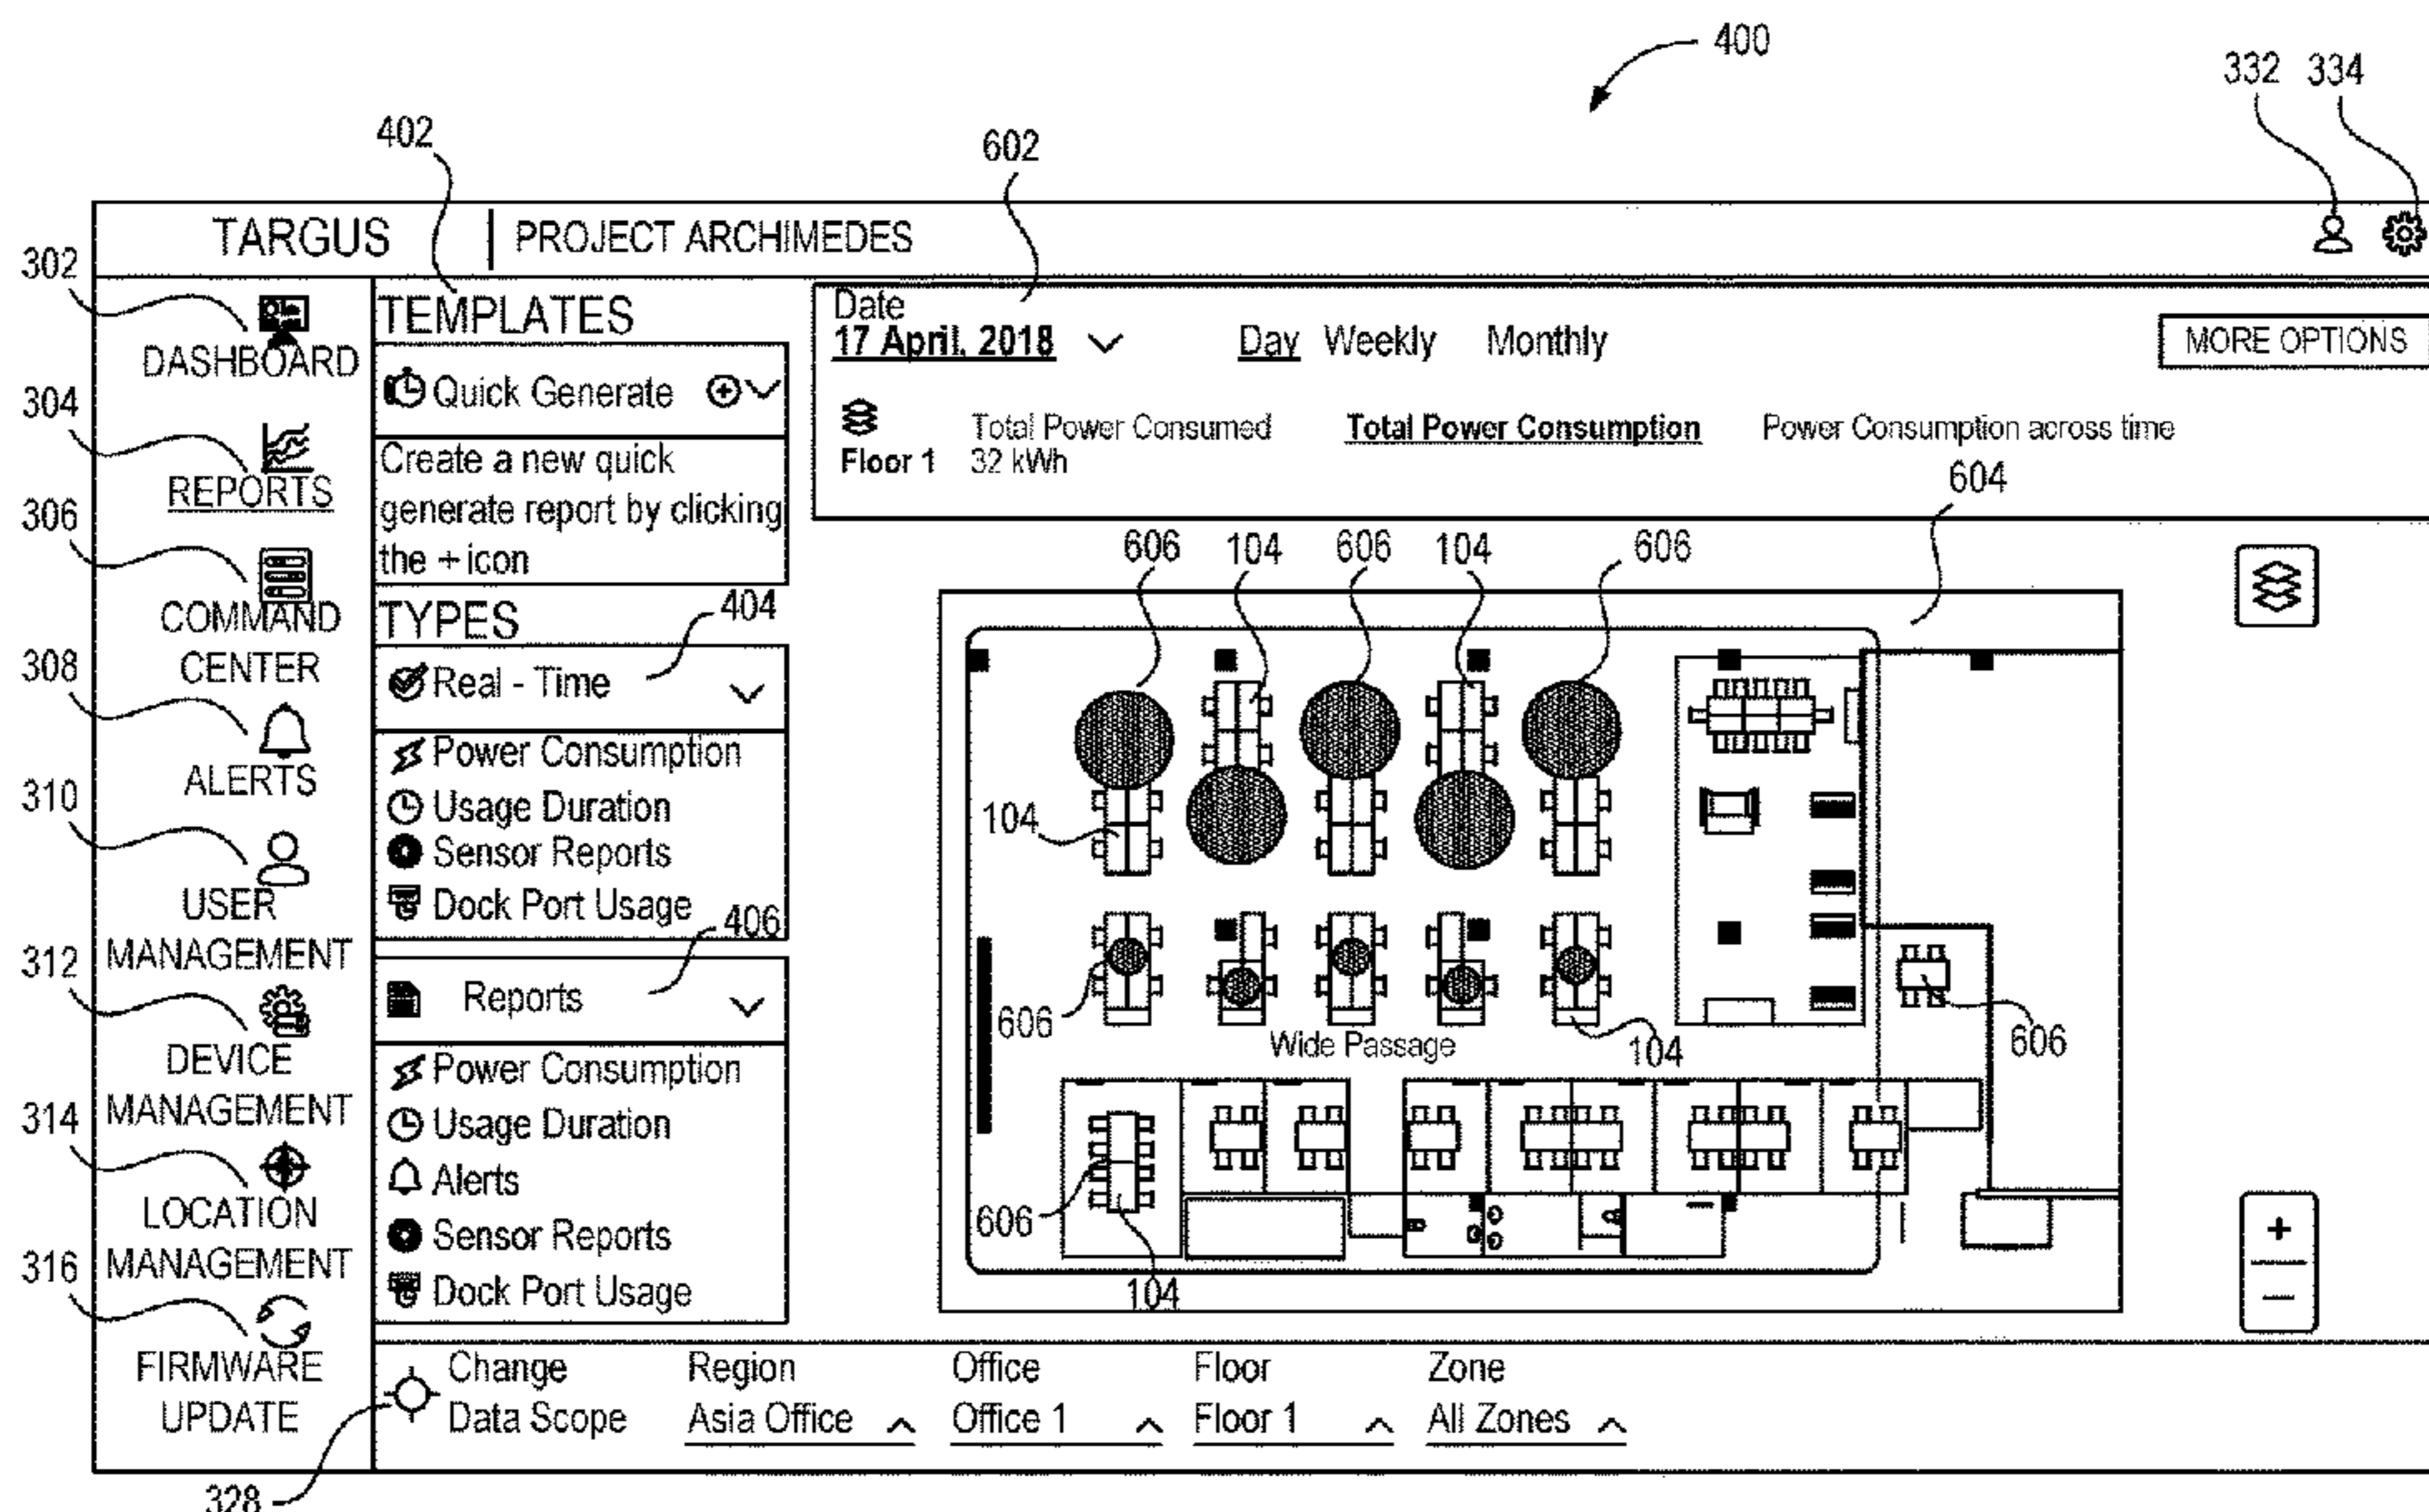 400
332 334
402
602
TARGUS | PROJECT ARCHIMEDES
302
DASHBOARD
304
REPORTS
306
COMMAND
CENTER
308
ALERTS
310
USER
MANAGEMENT
312
DEVICE
MANAGEMENT
314
LOCATION
MANAGEMENT
316
FIRMWARE
UPDATE
TEMPLATES
Quick Generate
Create a new quick
generate report by clicking
the + icon
TYPES
404
Real - Time
Power Consumption
Usage Duration
Sensor Reports
Dock Port Usage
406
Reports
Power Consumption
Usage Duration
Alerts
Sensor Reports
Dock Port Usage
Date
17 April, 2018
Day Weekly Monthly
MORE OPTIONS
Floor 1
Total Power Consumed
32 kWh
Total Power Consumption
Power Consumption across time
604
606 104 606 104 606
104
606
Wide Passage
104
606
606
104
+
–
328
Change
Data Scope
Region
Asia Office
Office
Office 1
Floor
Floor 1
Zone
All Zones